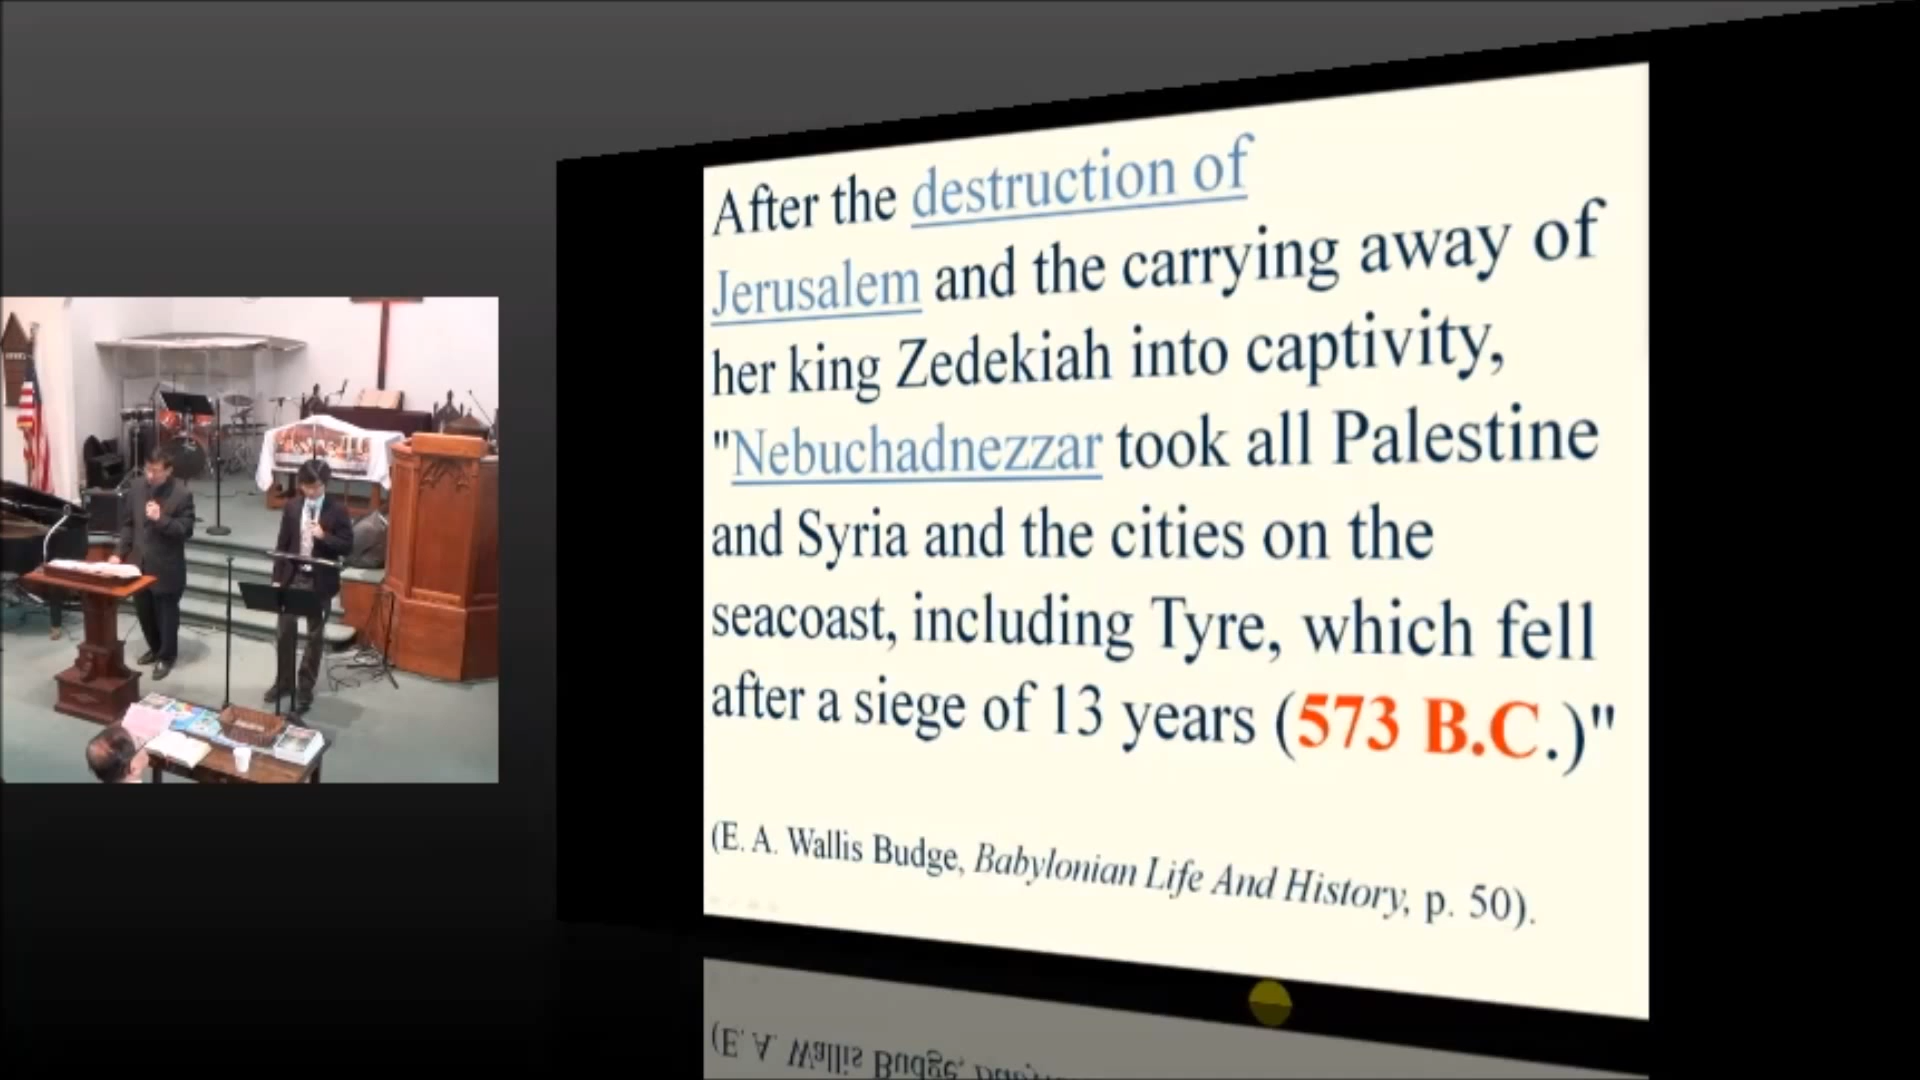 After the destruction of
Jerusalem and the carrying away of
her king Zedekiah into captivity,
"Nebuchadnezzar took all Palestine
and Syria and the cities on the
seacoast, including Tyre, which fell
after a siege of 13 years (573 B.C.)"
(E. A. Wallis Budge, Babylonian Life And History, p. 50).
(E. A. Wallis Budge,